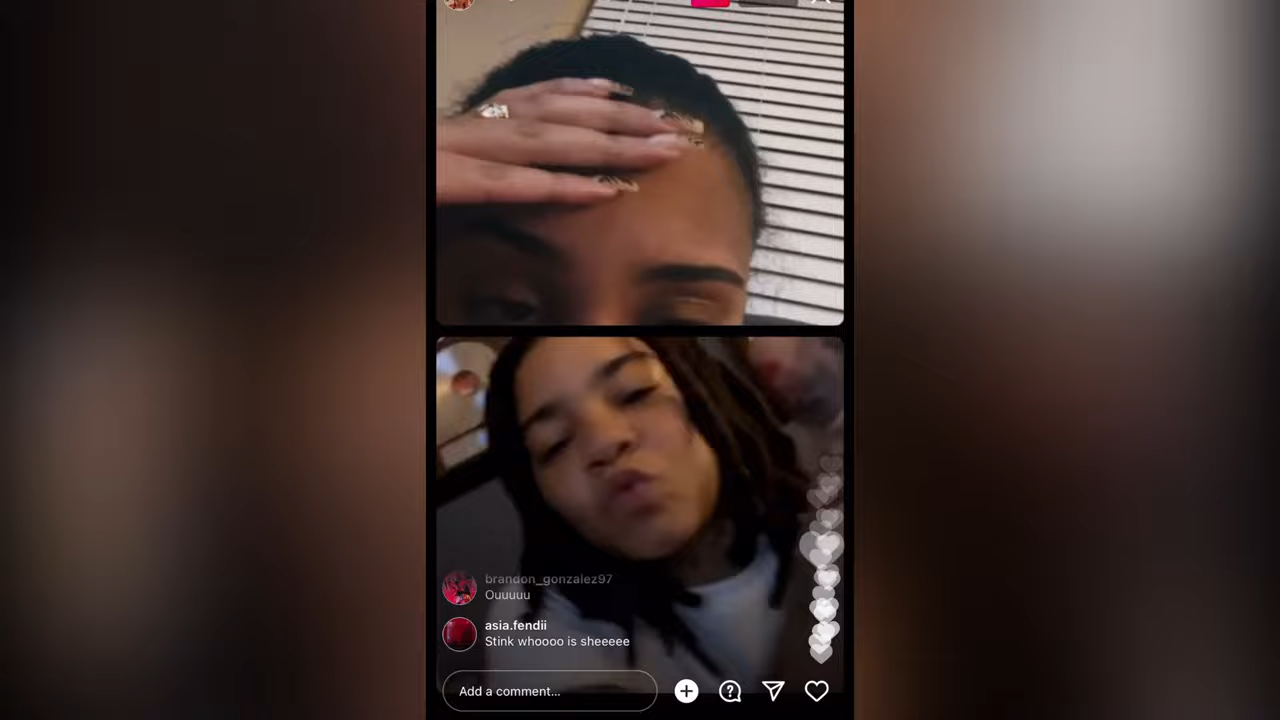 brandon_gonzalez97
Ouuuuu
asia.fendii
Stink whoooo is sheeeee
Add a comment...